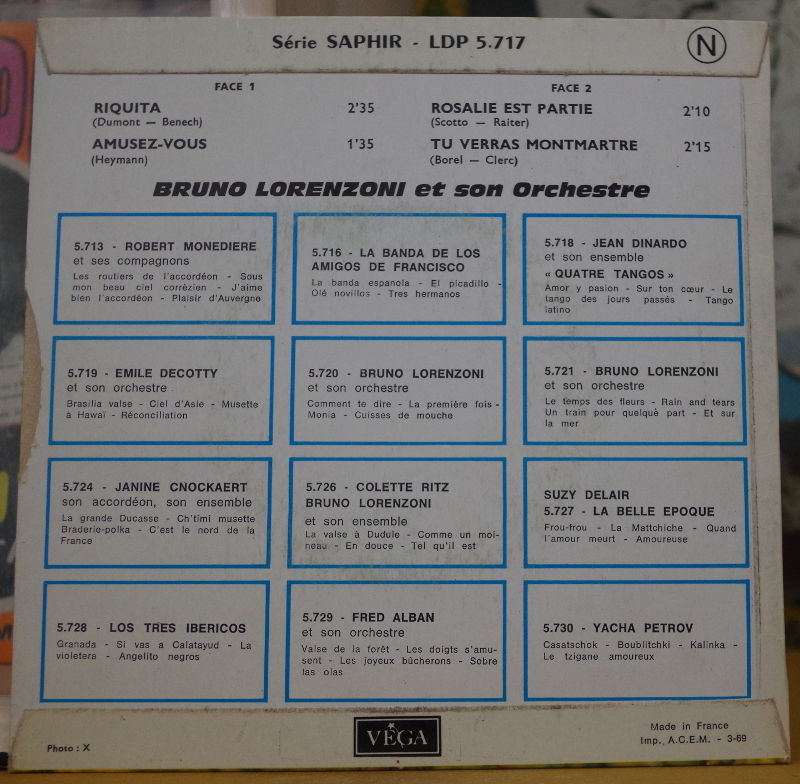 Série SAPHIR - LDP 5.717
N
FACE 1
RIQUITA 2'35
(Dumont — Benech)
AMUSEZ-VOUS 1'35
(Heymann)
FACE 2
ROSALIE EST PARTIE 2'10
(Scotto — Raiter)
TU VERRAS MONTMARTRE 2'15
(Borel — Clerc)
BRUNO LORENZONI et son Orchestre
5.713 - ROBERT MONEDIERE
et ses compagnons
Les routiers de l'accordéon - Sous
mon beau ciel corrèzien - J'aime
bien l'accordéon - Plaisir d'Auvergne
5.716 - LA BANDA DE LOS
AMIGOS DE FRANCISCO
La banda espanola - El picadillo -
Olé novillos - Tres hermanos
5.718 - JEAN DINARDO
et son ensemble
« QUATRE TANGOS »
Amor y pasion - Sur ton cœur - Le
tango des jours passés - Tango
latino
5.719 - EMILE DECOTTY
et son orchestre
Brasilia valse - Ciel d'Asie - Musette
à Hawaï - Réconciliation
5.720 - BRUNO LORENZONI
et son orchestre
Comment te dire - La première fois -
Monia - Cuisses de mouche
5.721 - BRUNO LORENZONI
et son orchestre
Le temps des fleurs - Rain and tears
Un train pour quelquè part - Et sur
la mer
5.724 - JANINE CNOCKAERT
son accordéon, son ensemble
La grande Ducasse - Ch'timi musette
Braderie-polka - C'est le nord de la
France
5.726 - COLETTE RITZ
BRUNO LORENZONI
et son ensemble
La valse à Dudule - Comme un moi-
neau - En douce - Tel qu'il est
SUZY DELAIR
5.727 - LA BELLE EPOQUE
Frou-frou - La Mattchiche - Quand
l'amour meurt - Amoureuse
5.728 - LOS TRES IBERICOS
Granada - Si vas a Calatayud - La
violetera - Angelito negros
5.729 - FRED ALBAN
et son orchestre
Valse de la forêt - Les doigts s'amu-
sent - Les joyeux bûcherons - Sobre
las olas
5.730 - YACHA PETROV
Casatschok - Boublitchki - Kalinka -
Le tzigane amoureux
Photo : X
VÉGA
Made in France
Imp. A.C.E.M. - 3-69